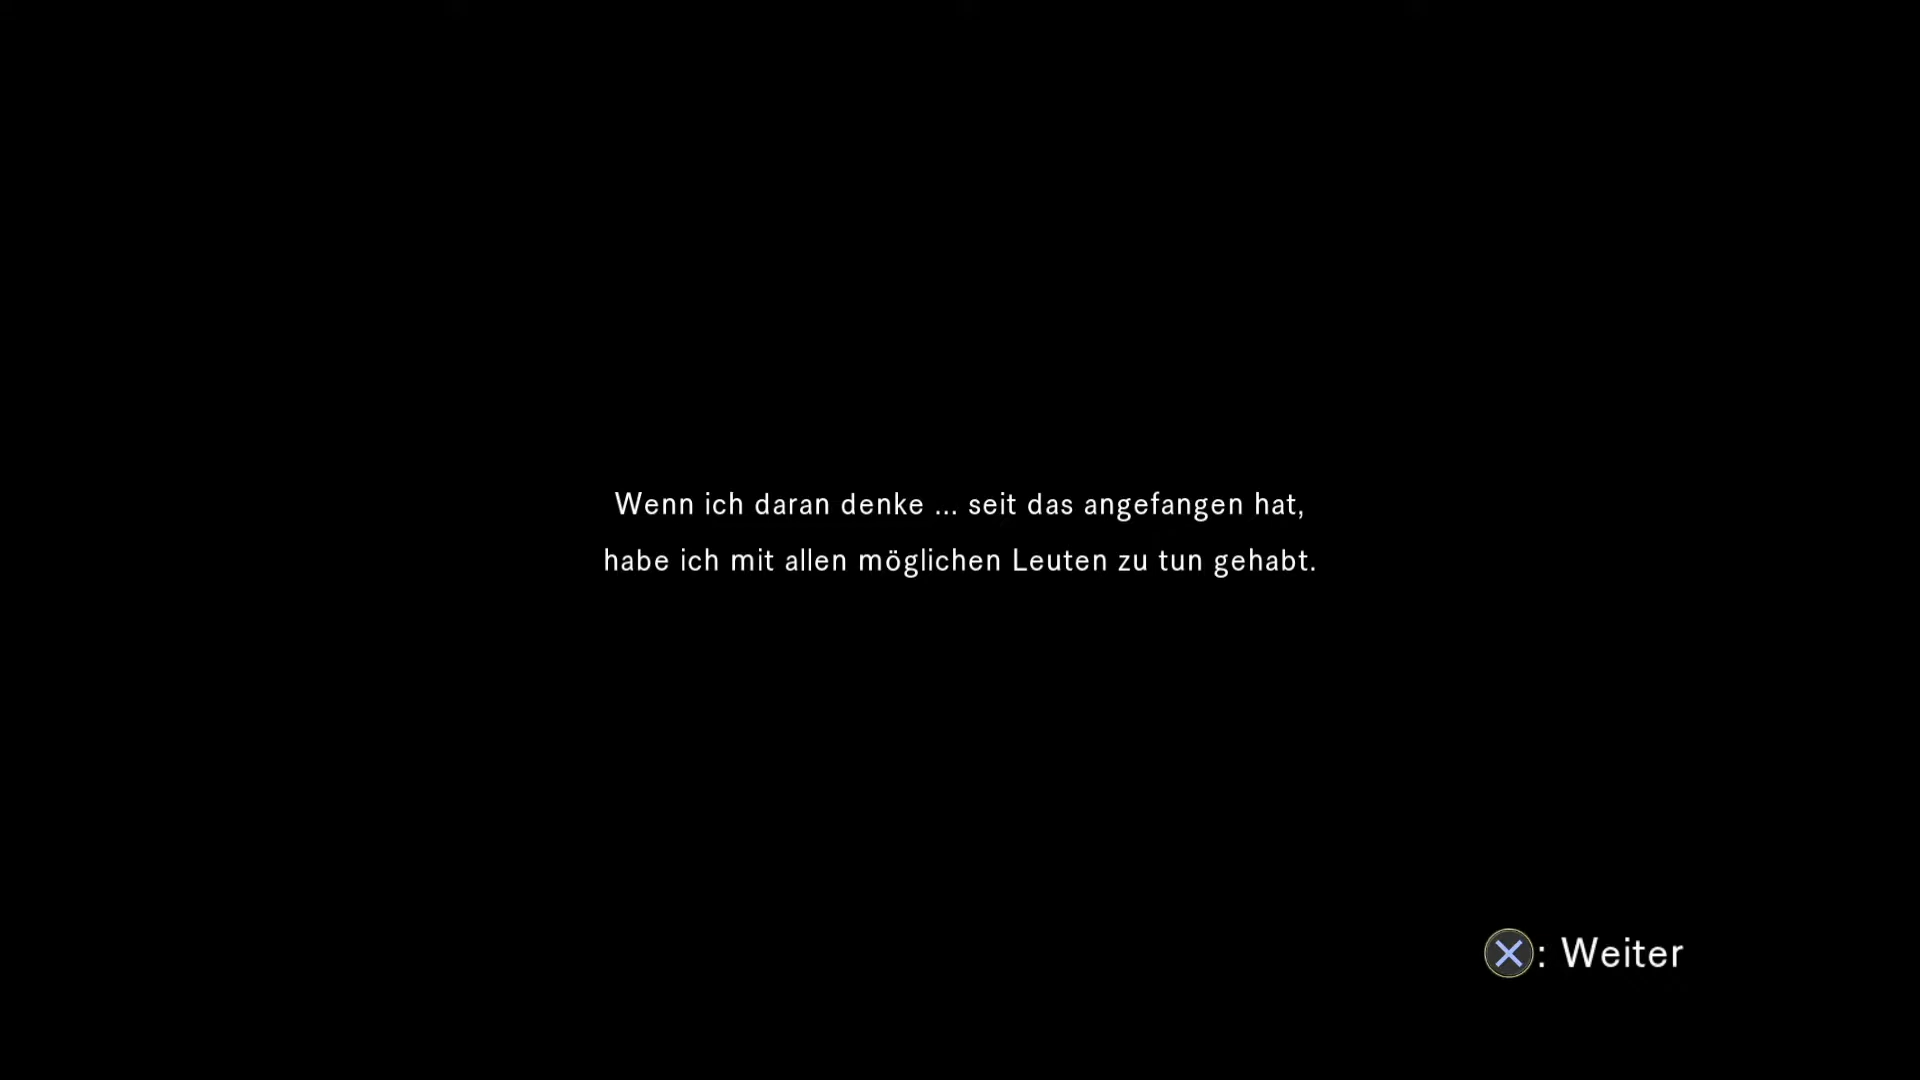 Wenn ich daran denke ... seit das angefangen hat,
habe ich mit allen möglichen Leuten zu tun gehabt.
: Weiter